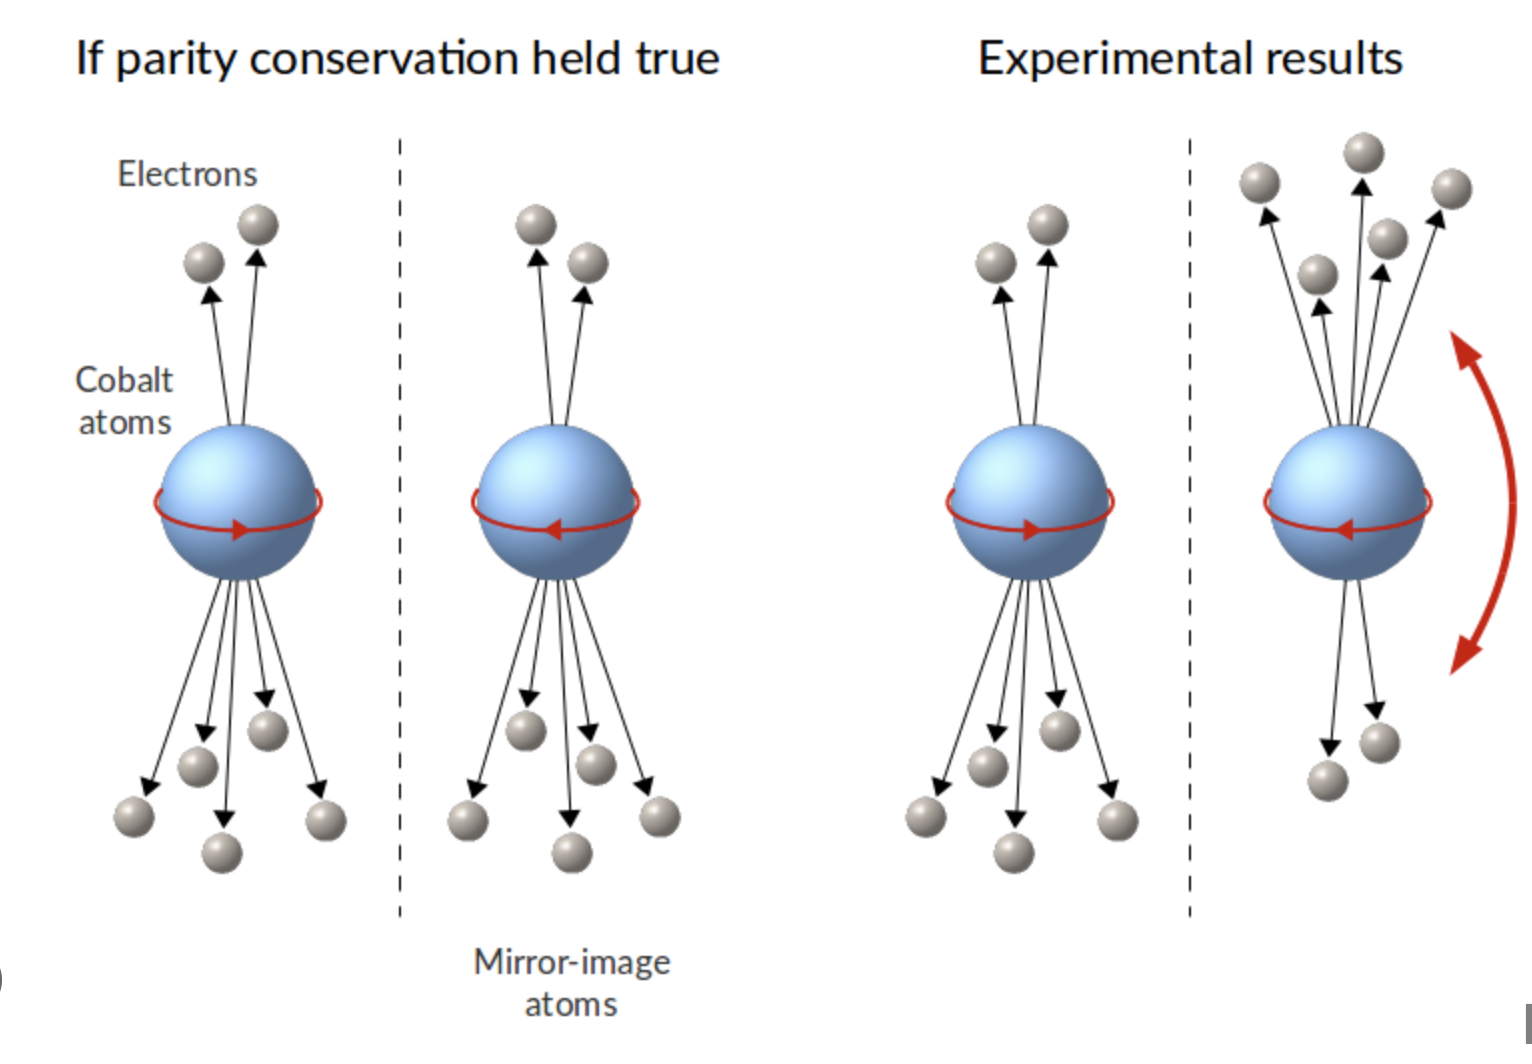 If parity conservation held true
Experimental results
Electrons
Cobalt
atoms
Mirror-image
atoms